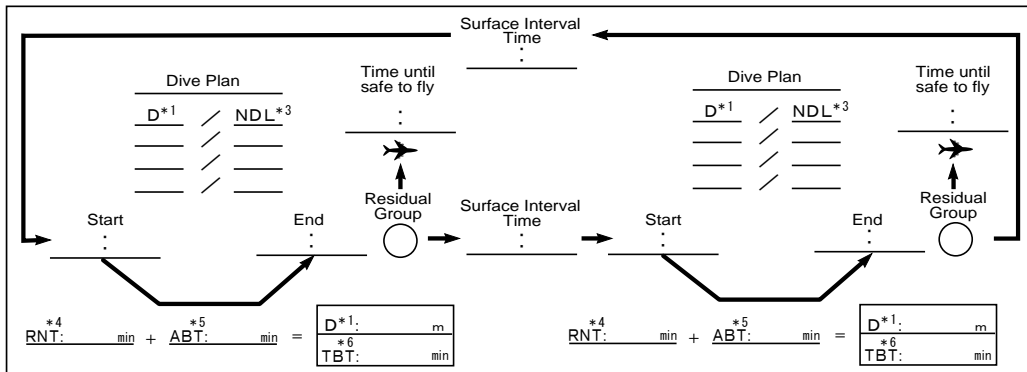 Surface Interval
Time
:
Dive Plan
D*1 / NDL*3
/
/
/
Time until
safe to fly
:
Start
:
End
:
Residual
Group
Surface Interval
Time
:
RNT:*4 min + ABT:*5 min = D*1: m
TBT:*6 min
Dive Plan
D*1 / NDL*3
/
/
/
Time until
safe to fly
:
Start
:
End
:
Residual
Group
RNT:*4 min + ABT:*5 min = D*1: m
TBT:*6 min